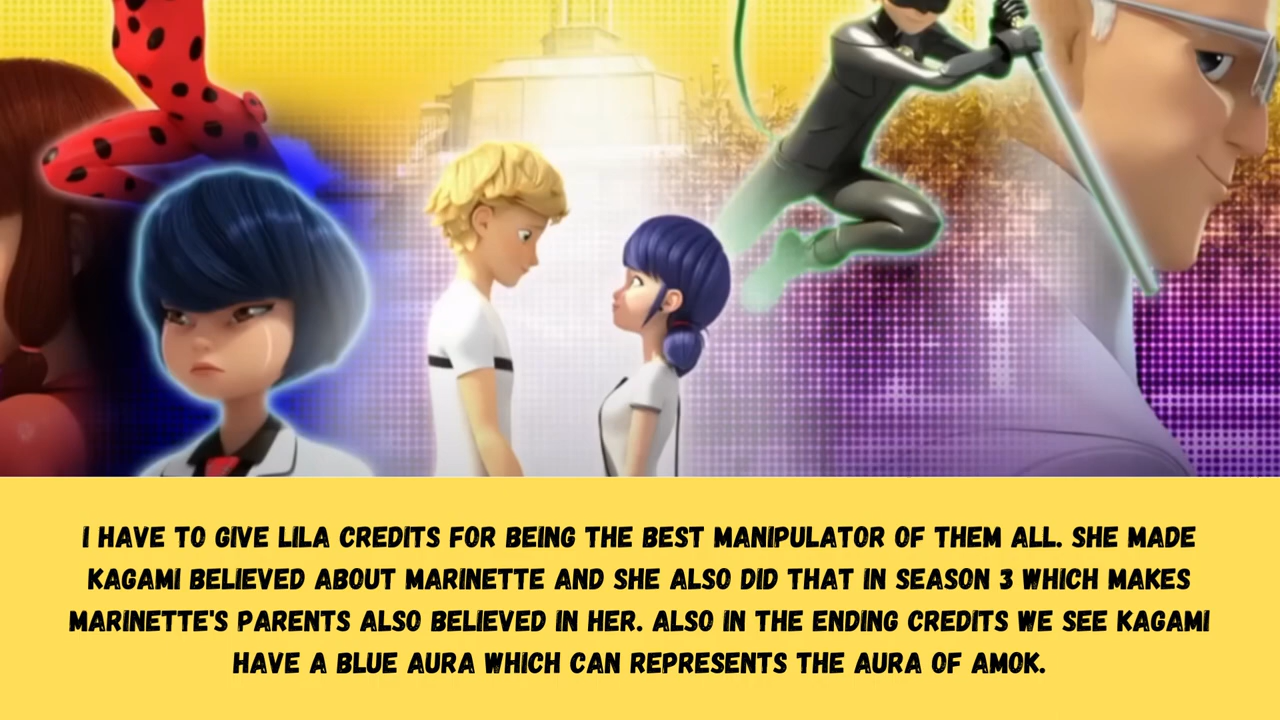 I HAVE TO GIVE LILA CREDITS FOR BEING THE BEST MANIPULATOR OF THEM ALL. SHE MADE
KAGAMI BELIEVED ABOUT MARINETTE AND SHE ALSO DID THAT IN SEASON 3 WHICH MAKES
MARINETTE'S PARENTS ALSO BELIEVED IN HER. ALSO IN THE ENDING CREDITS WE SEE KAGAMI
HAVE A BLUE AURA WHICH CAN REPRESENTS THE AURA OF AMOK.